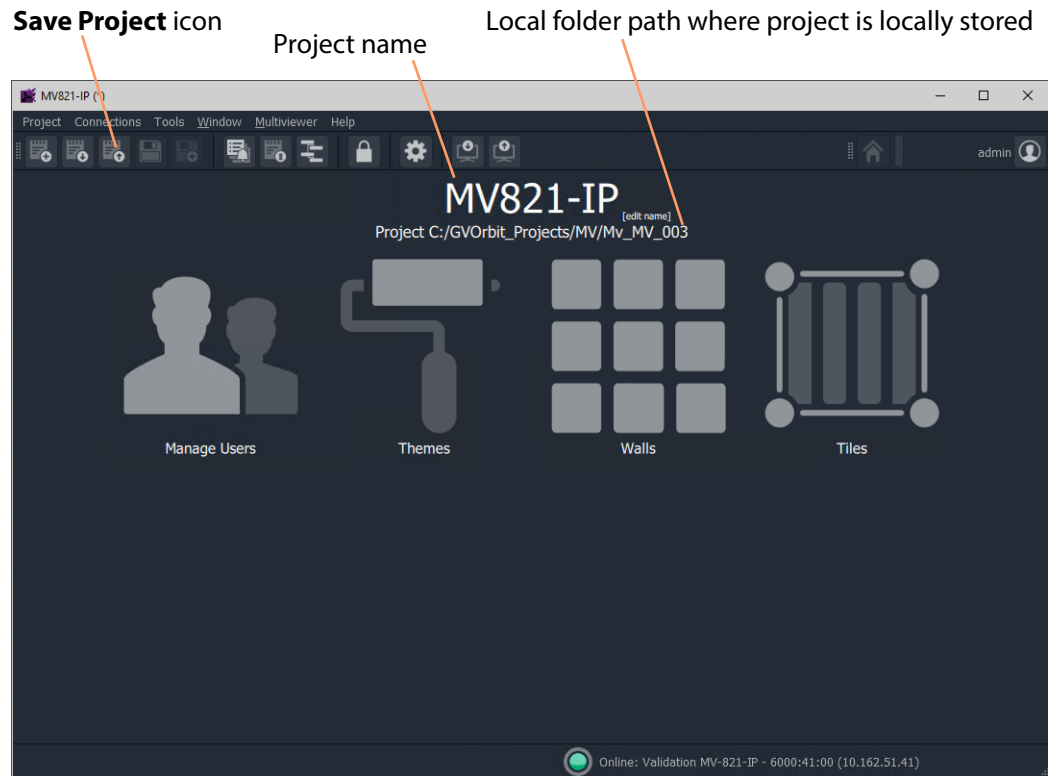 Save Project icon
Project name
Local folder path where project is locally stored
MV821-IP (*)
Project Connections Tools Window Multiviewer Help
admin
MV821-IP
[edit name]
Project C:/GVOrbit_Projects/MV/Mv_MV_003
Manage Users Themes Walls Tiles
Online: Validation MV-821-IP - 6000:41:00 (10.162.51.41)